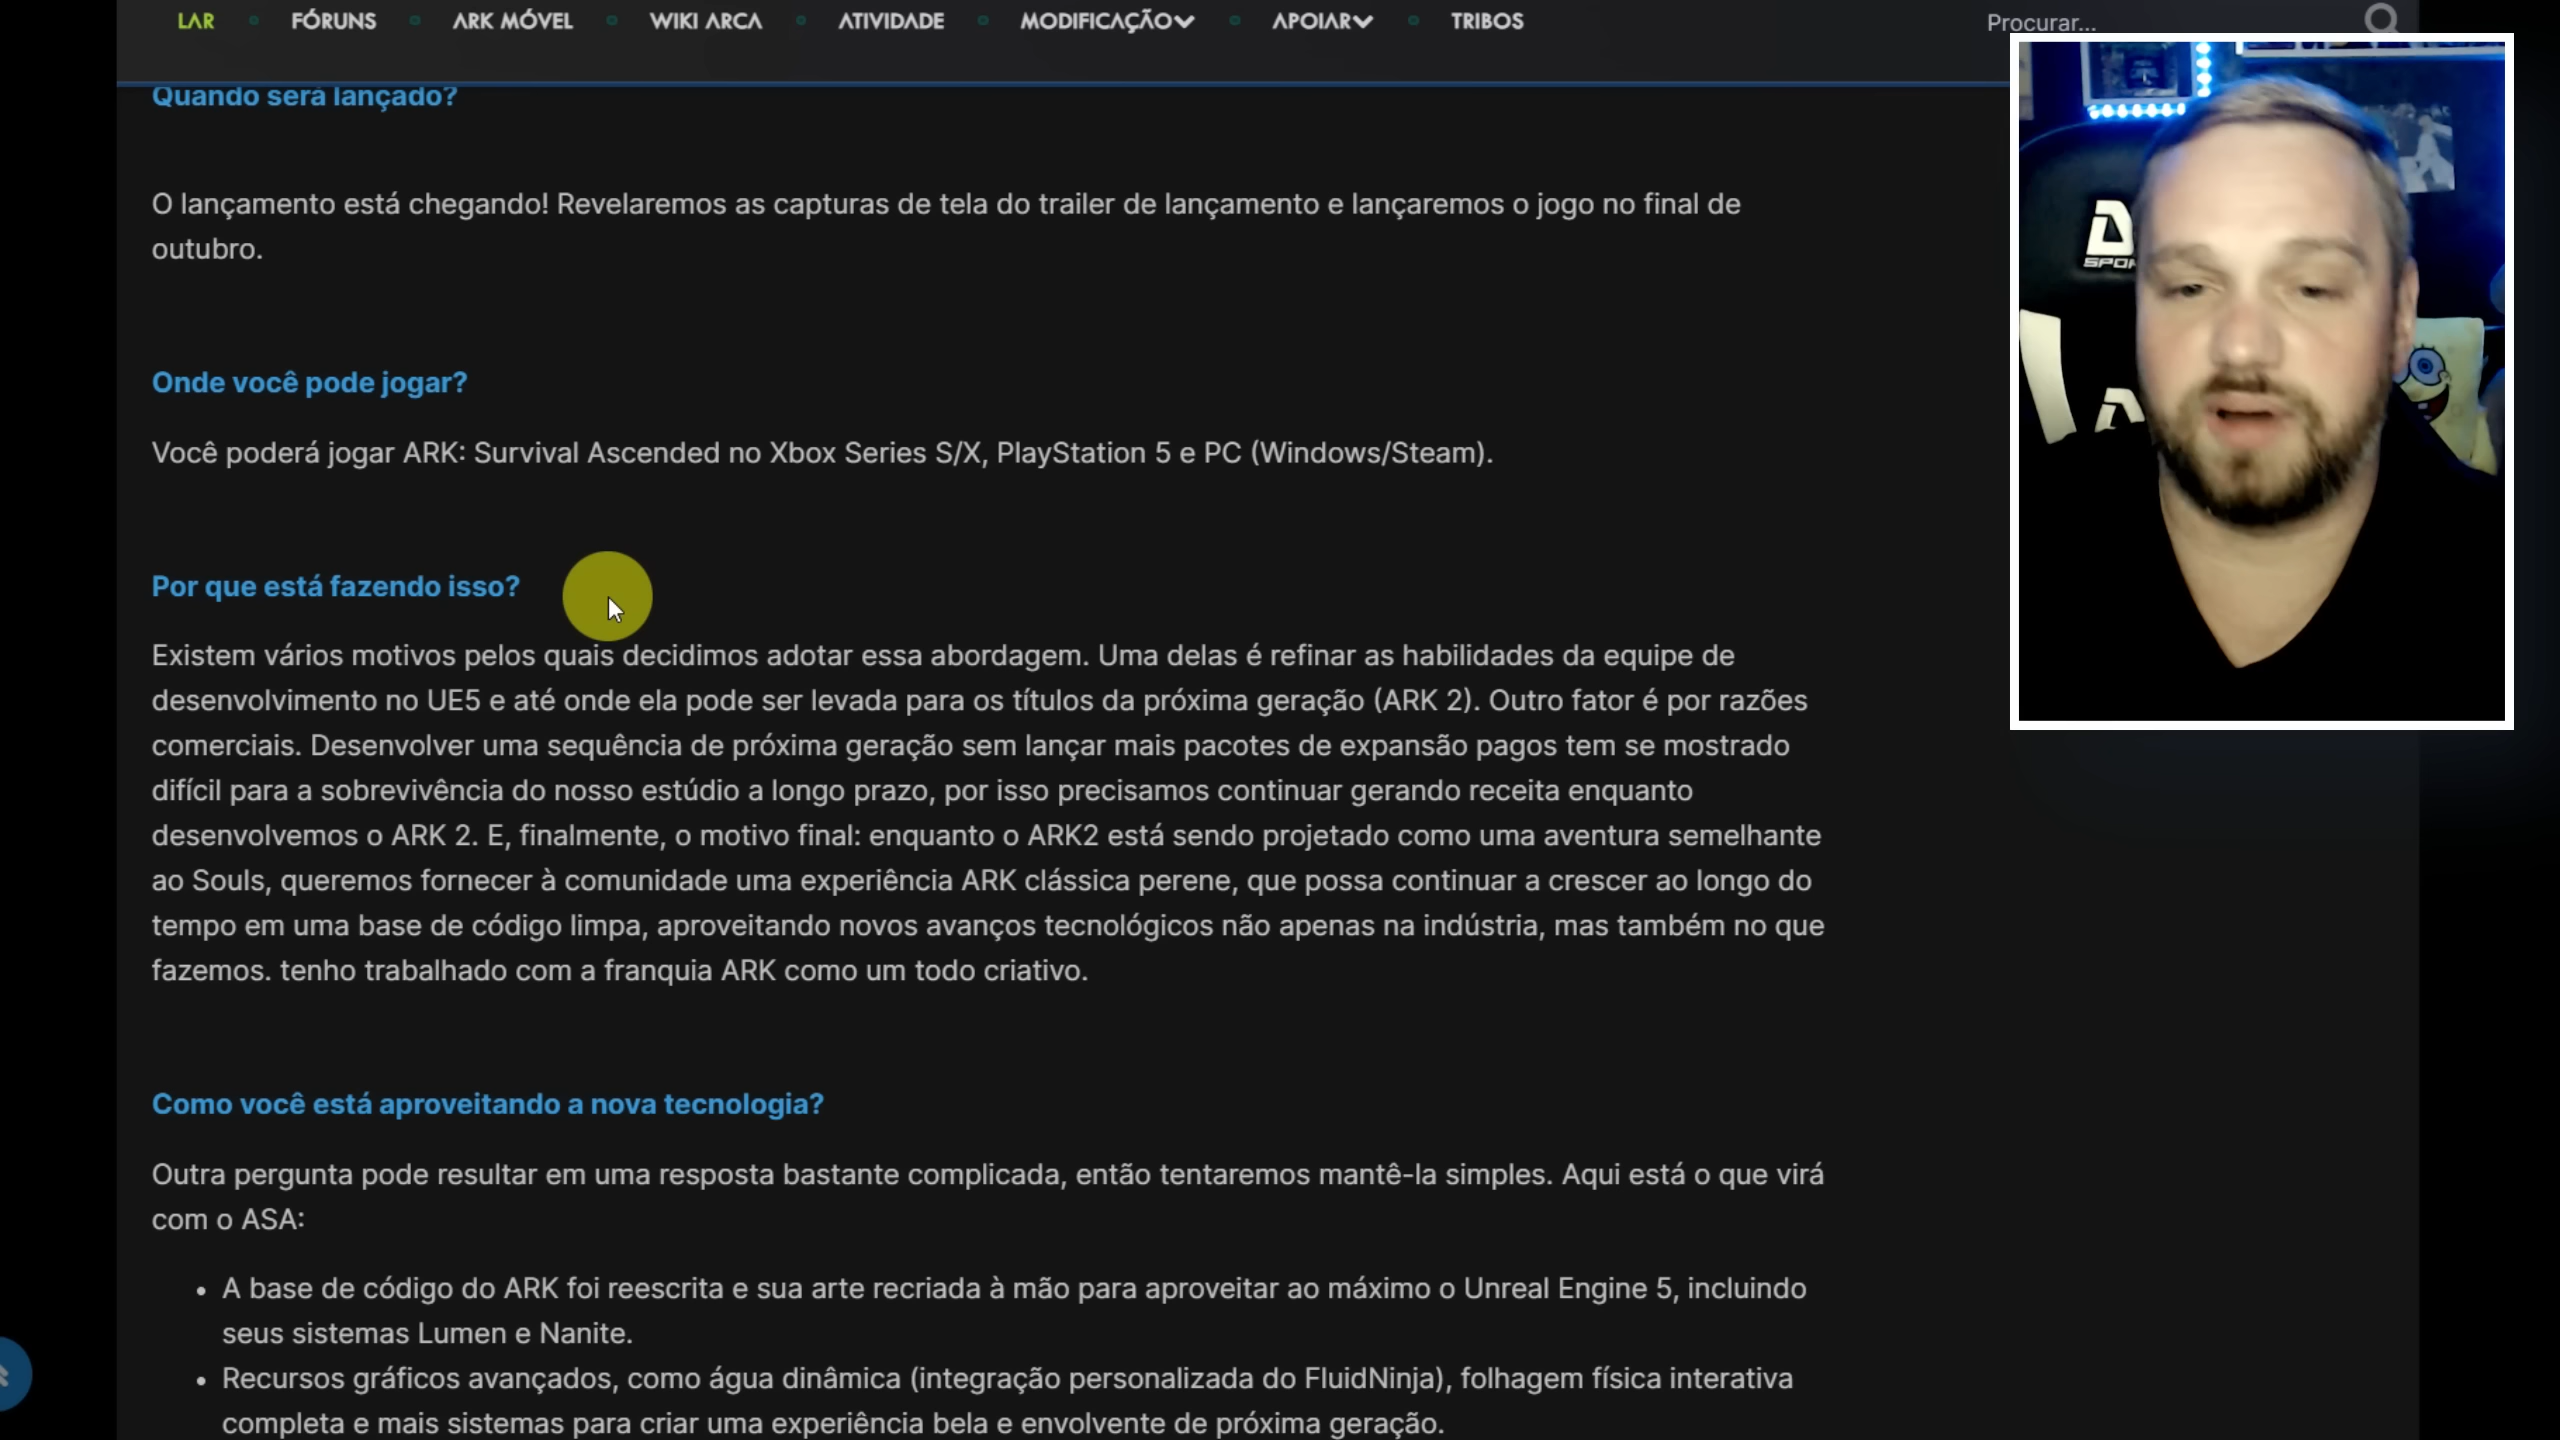 LAR
FÓRUNS
ARK MÓVEL
WIKI ARCA
ATIVIDADE
MODIFICAÇÃO
APOIAR
TRIBOS
Procurar...
Quando será lançado?
O lançamento está chegando! Revelaremos as capturas de tela do trailer de lançamento e lançaremos o jogo no final de
outubro.
Onde você pode jogar?
Você poderá jogar ARK: Survival Ascended no Xbox Series S/X, PlayStation 5 e PC (Windows/Steam).
Por que está fazendo isso?
Existem vários motivos pelos quais decidimos adotar essa abordagem. Uma delas é refinar as habilidades da equipe de
desenvolvimento no UE5 e até onde ela pode ser levada para os títulos da próxima geração (ARK 2). Outro fator é por razões
comerciais. Desenvolver uma sequência de próxima geração sem lançar mais pacotes de expansão pagos tem se mostrado
difícil para a sobrevivência do nosso estúdio a longo prazo, por isso precisamos continuar gerando receita enquanto
desenvolvemos o ARK 2. E, finalmente, o motivo final: enquanto o ARK2 está sendo projetado como uma aventura semelhante
ao Souls, queremos fornecer à comunidade uma experiência ARK clássica perene, que possa continuar a crescer ao longo do
tempo em uma base de código limpa, aproveitando novos avanços tecnológicos não apenas na indústria, mas também no que
fazemos. tenho trabalhado com a franquia ARK como um todo criativo.
Como você está aproveitando a nova tecnologia?
Outra pergunta pode resultar em uma resposta bastante complicada, então tentaremos mantê-la simples. Aqui está o que virá
com o ASA:
• A base de código do ARK foi reescrita e sua arte recriada à mão para aproveitar ao máximo o Unreal Engine 5, incluindo
seus sistemas Lumen e Nanite.
• Recursos gráficos avançados, como água dinâmica (integração personalizada do FluidNinja), folhagem física interativa
completa e mais sistemas para criar uma experiência bela e envolvente de próxima geração.